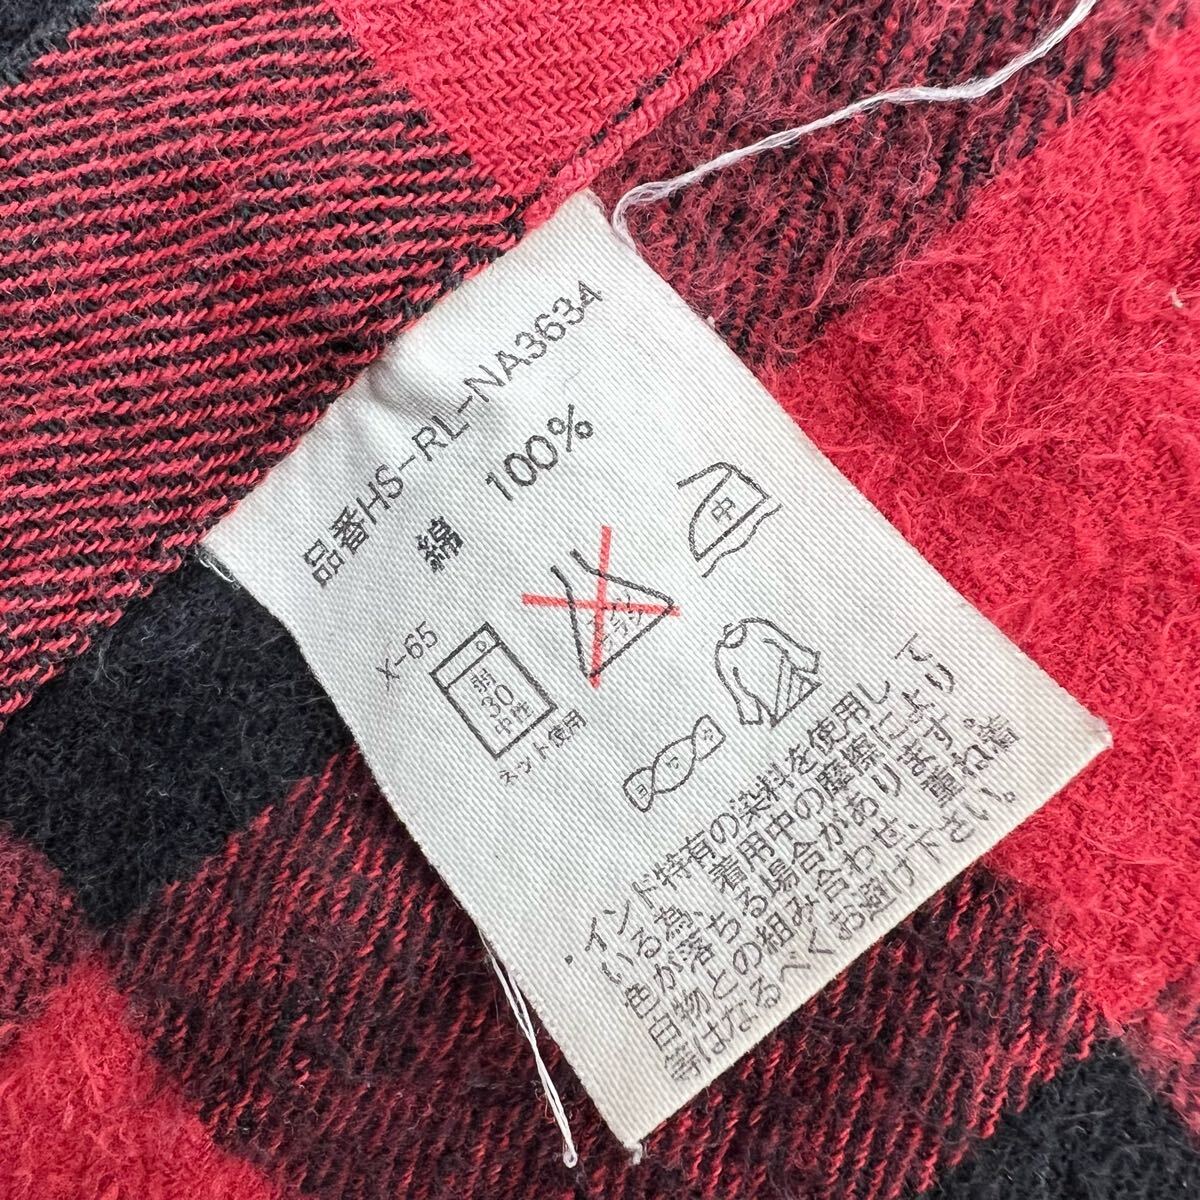 品番HS-RL-NA3634
綿 100%
X-65
弱
30
中性
ネット使用
中
・インド特有の染料を使用して
いる為、着用中の摩擦により
色が落ちる場合があります。
白物との組み合わせ、重ね着
等はなるべくお避け下さい。